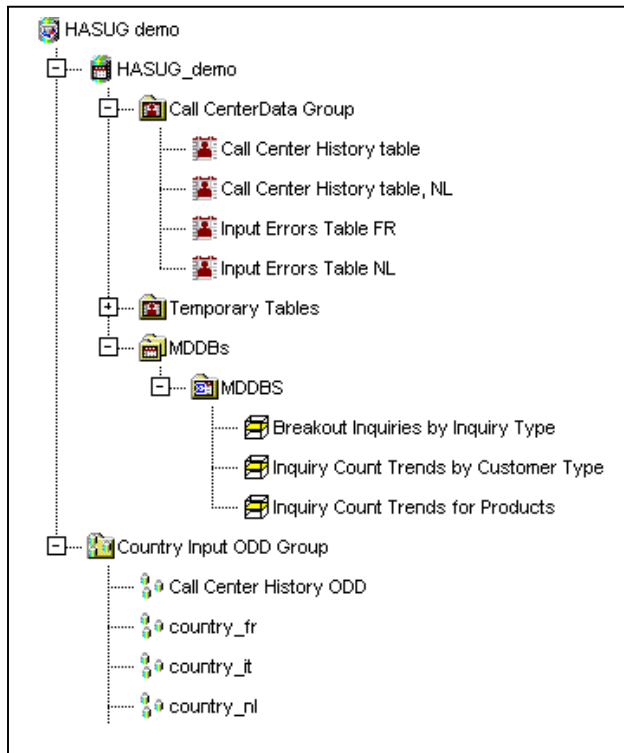 HASUG demo
HASUG_demo
Call CenterData Group
Call Center History table
Call Center History table, NL
Input Errors Table FR
Input Errors Table NL
Temporary Tables
MDDBs
MDDBS
Breakout Inquiries by Inquiry Type
Inquiry Count Trends by Customer Type
Inquiry Count Trends for Products
Country Input ODD Group
Call Center History ODD
country_fr
country_it
country_nl